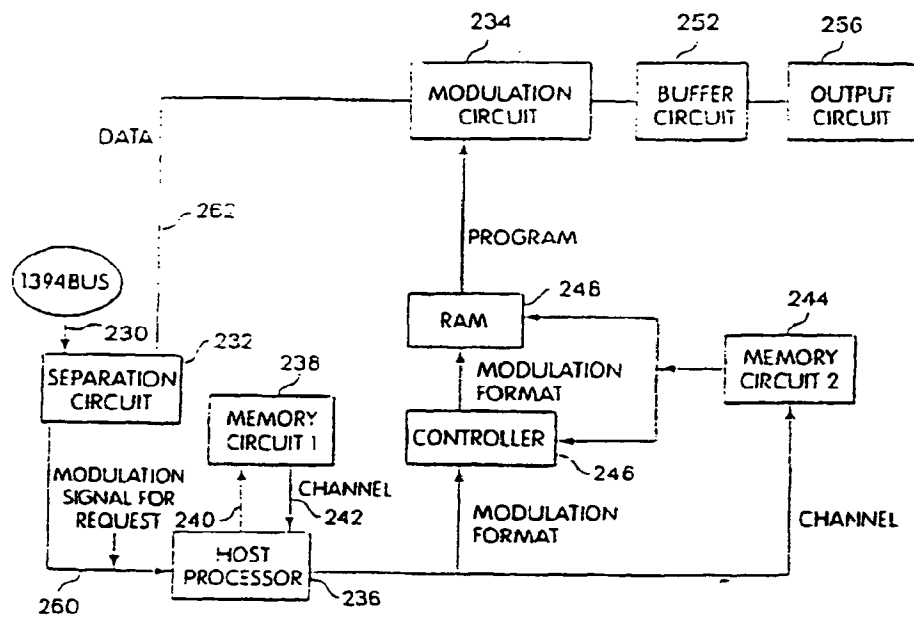 234
252
256
MODULATION
CIRCUIT
BUFFER
CIRCUIT
OUTPUT
CIRCUIT
DATA
262
PROGRAM
1394BUS
230
232
SEPARATION
CIRCUIT
238
MEMORY
CIRCUIT 1
RAM
248
244
MEMORY
CIRCUIT 2
MODULATION
FORMAT
CONTROLLER
246
MODULATION
SIGNAL FOR
REQUEST
240
CHANNEL
242
MODULATION
FORMAT
CHANNEL
HOST
PROCESSOR
236
260